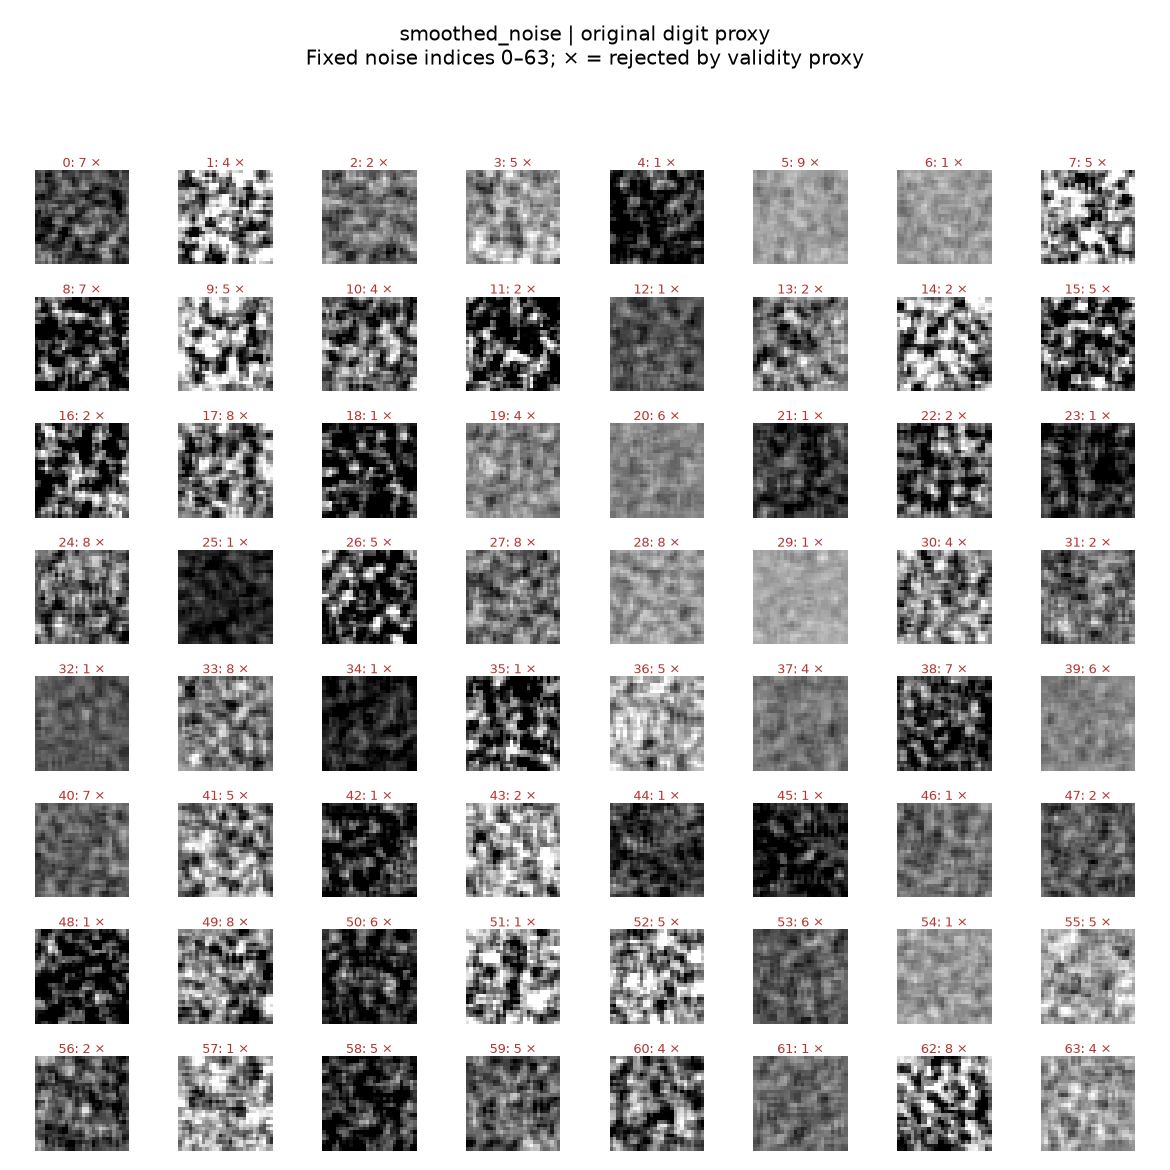 smoothed_noise | original digit proxy
Fixed noise indices 0–63; × = rejected by validity proxy
0: 7 × 1: 4 × 2: 2 × 3: 5 × 4: 1 × 5: 9 × 6: 1 × 7: 5 ×
8: 7 × 9: 5 × 10: 4 × 11: 2 × 12: 1 × 13: 2 × 14: 2 × 15: 5 ×
16: 2 × 17: 8 × 18: 1 × 19: 4 × 20: 6 × 21: 1 × 22: 2 × 23: 1 ×
24: 8 × 25: 1 × 26: 5 × 27: 8 × 28: 8 × 29: 1 × 30: 4 × 31: 2 ×
32: 1 × 33: 8 × 34: 1 × 35: 1 × 36: 5 × 37: 4 × 38: 7 × 39: 6 ×
40: 7 × 41: 5 × 42: 1 × 43: 2 × 44: 1 × 45: 1 × 46: 1 × 47: 2 ×
48: 1 × 49: 8 × 50: 6 × 51: 1 × 52: 5 × 53: 6 × 54: 1 × 55: 5 ×
56: 2 × 57: 1 × 58: 5 × 59: 5 × 60: 4 × 61: 1 × 62: 8 × 63: 4 ×